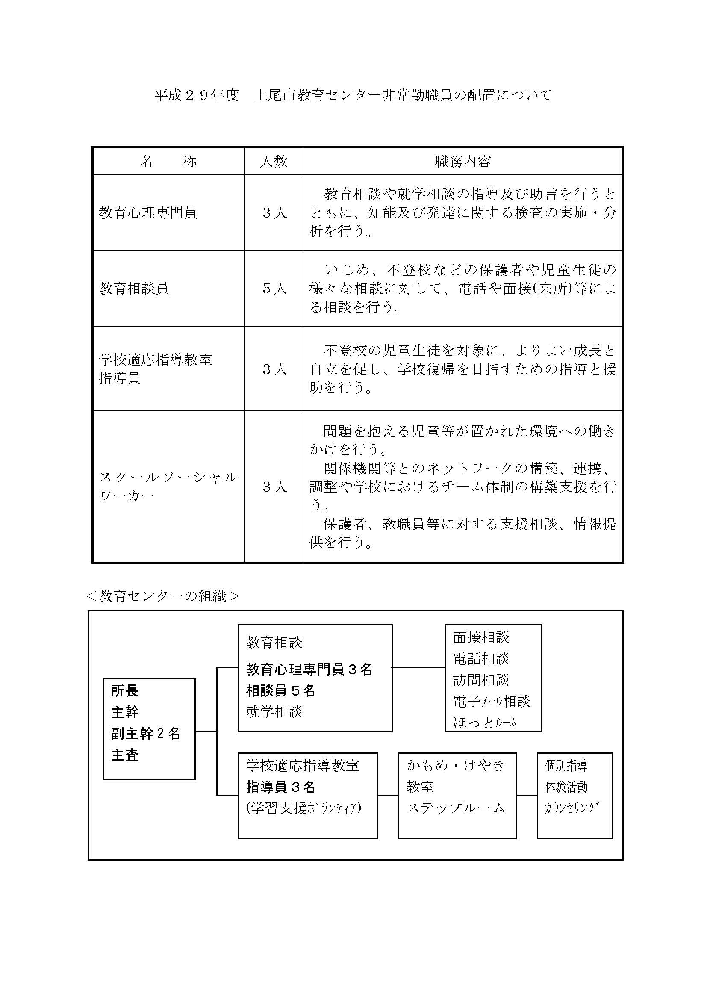 平成２９年度　上尾市教育センター非常勤職員の配置について
名　　称
人数
職務内容
教育心理専門員
３人
　教育相談や就学相談の指導及び助言を行うと
ともに、知能及び発達に関する検査の実施・分
析を行う。
教育相談員
５人
　いじめ、不登校などの保護者や児童生徒の
様々な相談に対して、電話や面接(来所)等によ
る相談を行う。
学校適応指導教室
指導員
３人
　不登校の児童生徒を対象に、よりよい成長と
自立を促し、学校復帰を目指すための指導と援
助を行う。
スクールソーシャル
ワーカー
３人
　問題を抱える児童等が置かれた環境への働き
かけを行う。
　関係機関等とのネットワークの構築、連携、
調整や学校におけるチーム体制の構築支援を行
う。
　保護者、教職員等に対する支援相談、情報提
供を行う。
＜教育センターの組織＞
所長
主幹
副主幹２名
主査
教育相談
教育心理専門員３名
相談員５名
就学相談
面接相談
電話相談
訪問相談
電子ﾒｰﾙ相談
ほっとﾙｰﾑ
学校適応指導教室
指導員３名
(学習支援ﾎﾞﾗﾝﾃｨｱ)
かもめ・けやき
教室
ステップルーム
個別指導
体験活動
ｶｳﾝｾﾘﾝｸﾞ